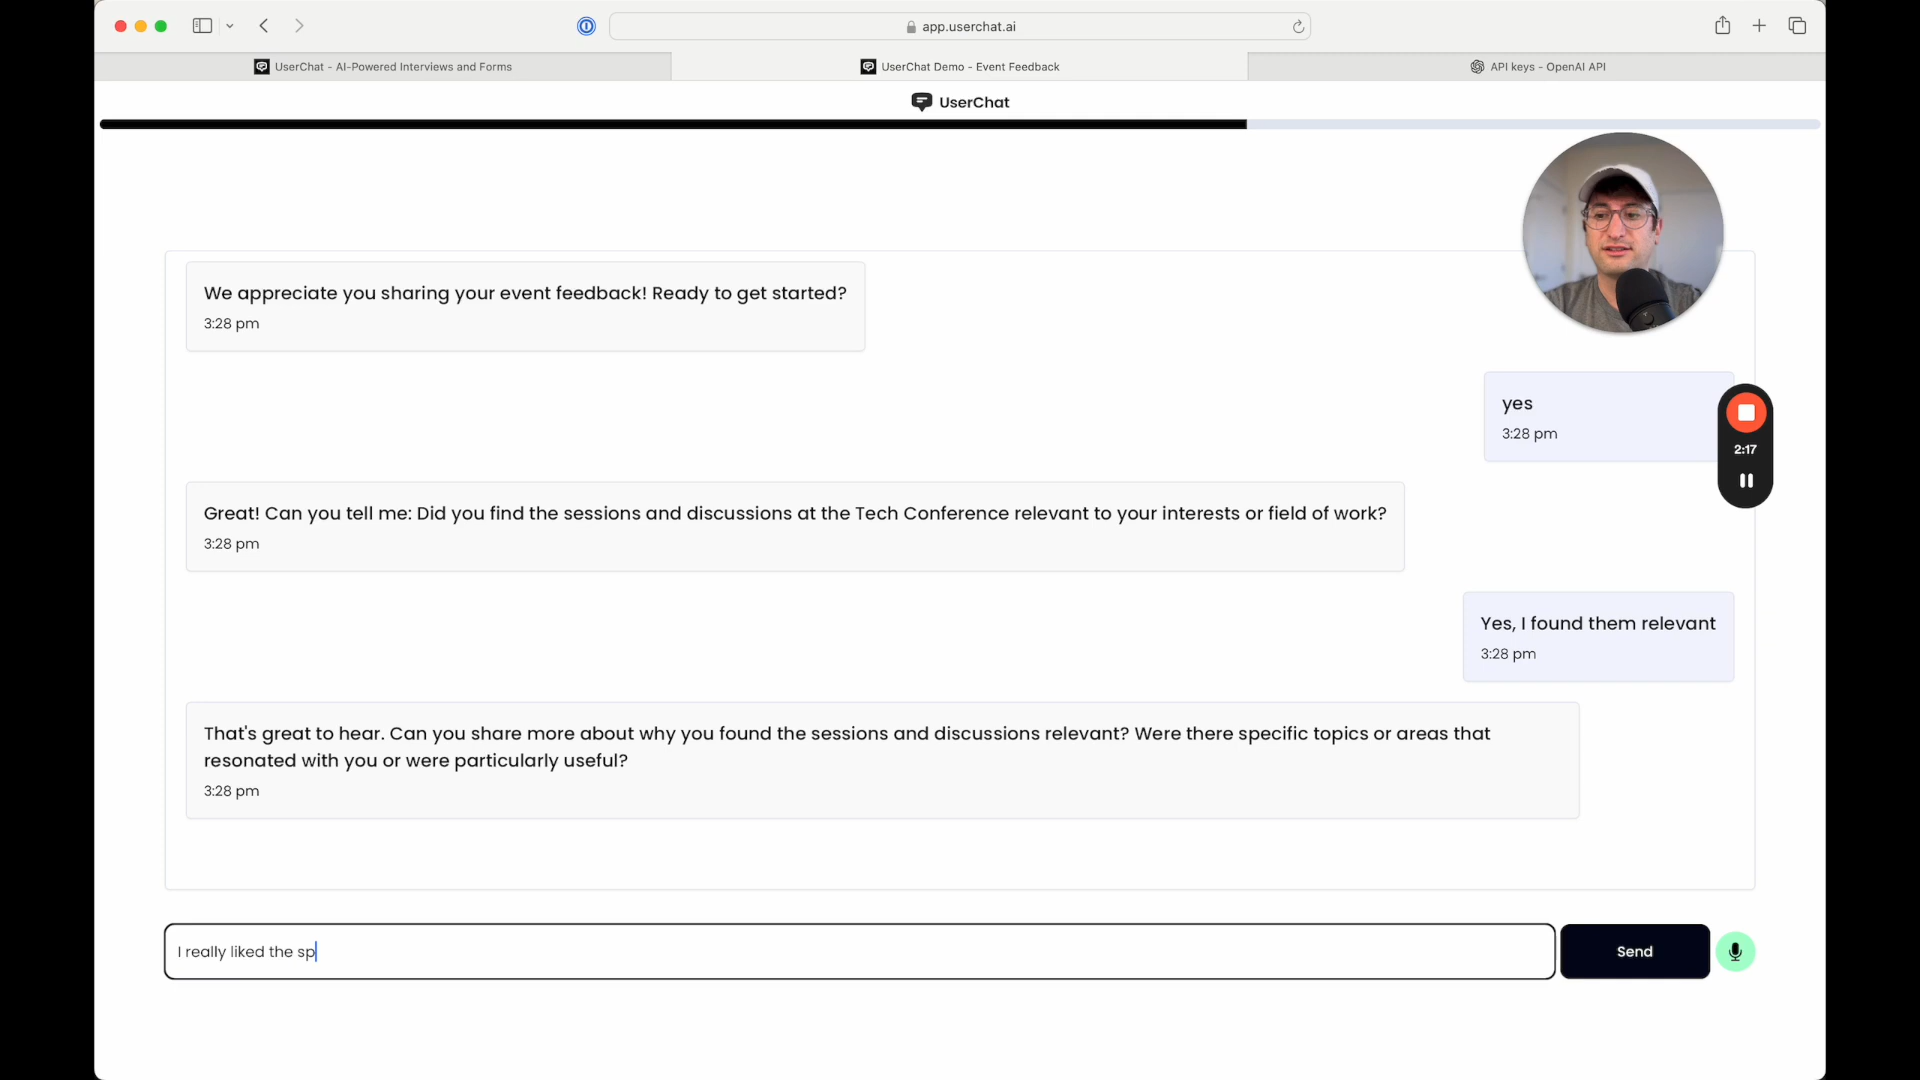 app.userchat.ai
UserChat - AI-Powered Interviews and Forms
UserChat Demo - Event Feedback
API keys - OpenAI API
UserChat
We appreciate you sharing your event feedback! Ready to get started?
3:28 pm
yes
3:28 pm
2:17
Great! Can you tell me: Did you find the sessions and discussions at the Tech Conference relevant to your interests or field of work?
3:28 pm
Yes, I found them relevant
3:28 pm
That's great to hear. Can you share more about why you found the sessions and discussions relevant? Were there specific topics or areas that
resonated with you or were particularly useful?
3:28 pm
I really liked the sp
Send